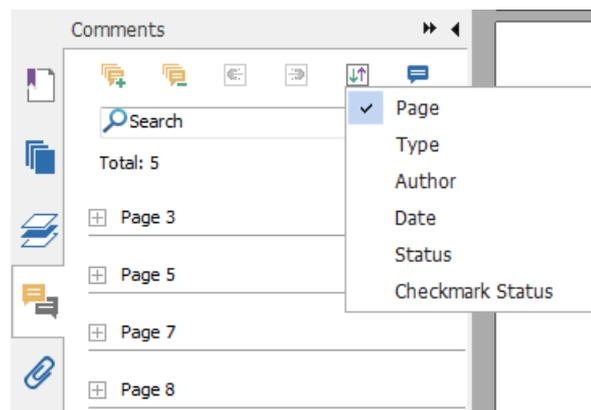 Comments
Search
Total: 5
Page 3
Page 5
Page 7
Page 8
Page
Type
Author
Date
Status
Checkmark Status